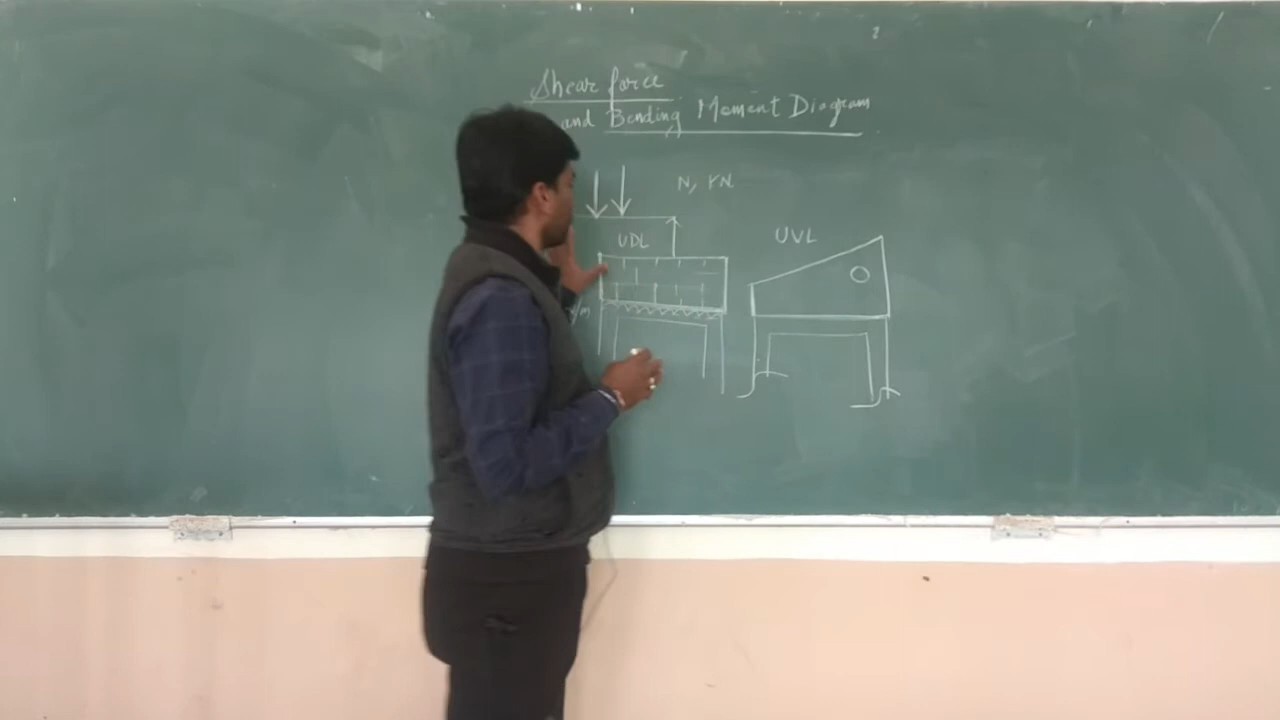 Shear force
and Bending Moment Diagram
N, KN
UDL
UVL
/m